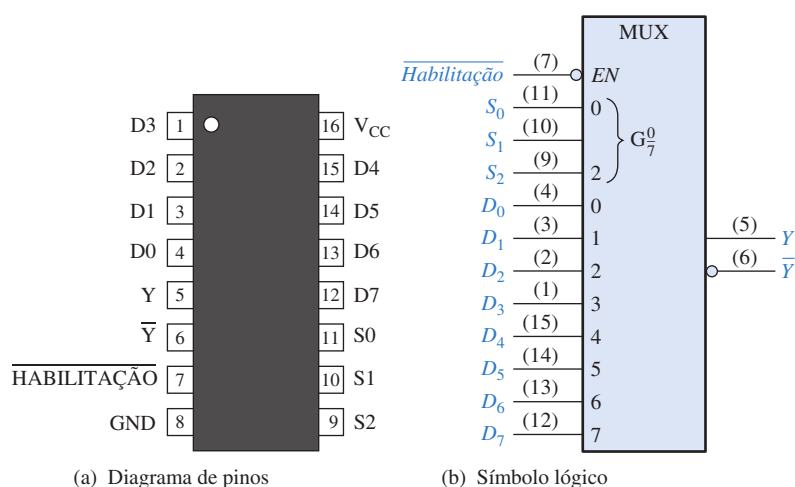 D3 1 16 VCC
D2 2 15 D4
D1 3 14 D5
D0 4 13 D6
Y 5 12 D7
Y̅ 6 11 S0
H̅A̅B̅I̅L̅I̅T̅A̅Ç̅Ã̅O̅ 7 10 S1
GND 8 9 S2
(a) Diagrama de pinos
MUX
H̅a̅b̅i̅l̅i̅t̅a̅ç̅ã̅o̅ (7) EN
S0 (11) 0
S1 (10)
S2 (9) 2
G 0/7
D0 (4) 0
D1 (3) 1
D2 (2) 2
D3 (1) 3
D4 (15) 4
D5 (14) 5
D6 (13) 6
D7 (12) 7
(5) Y
(6) Y̅
(b) Símbolo lógico